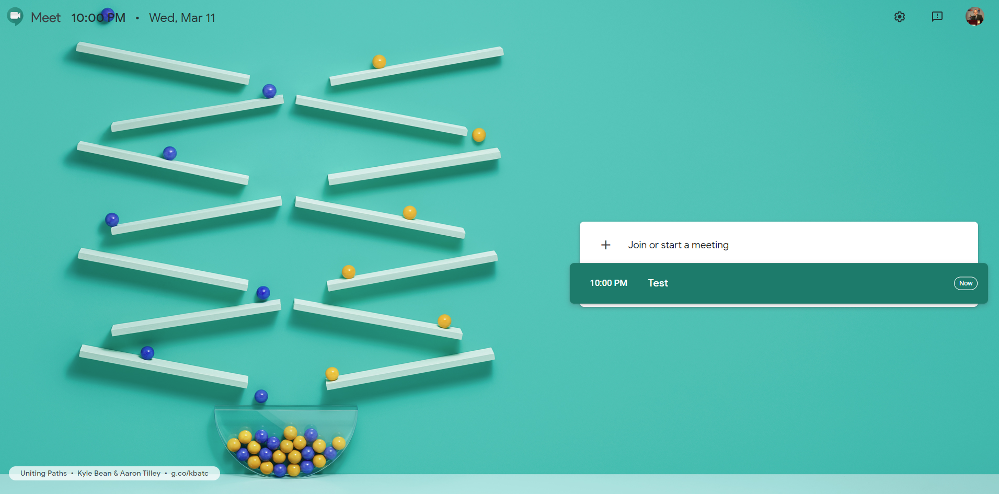 Meet 10:00 PM • Wed, Mar 11
Join or start a meeting
10:00 PM Test Now
Uniting Paths • Kyle Bean & Aaron Tilley • g.co/kbatc